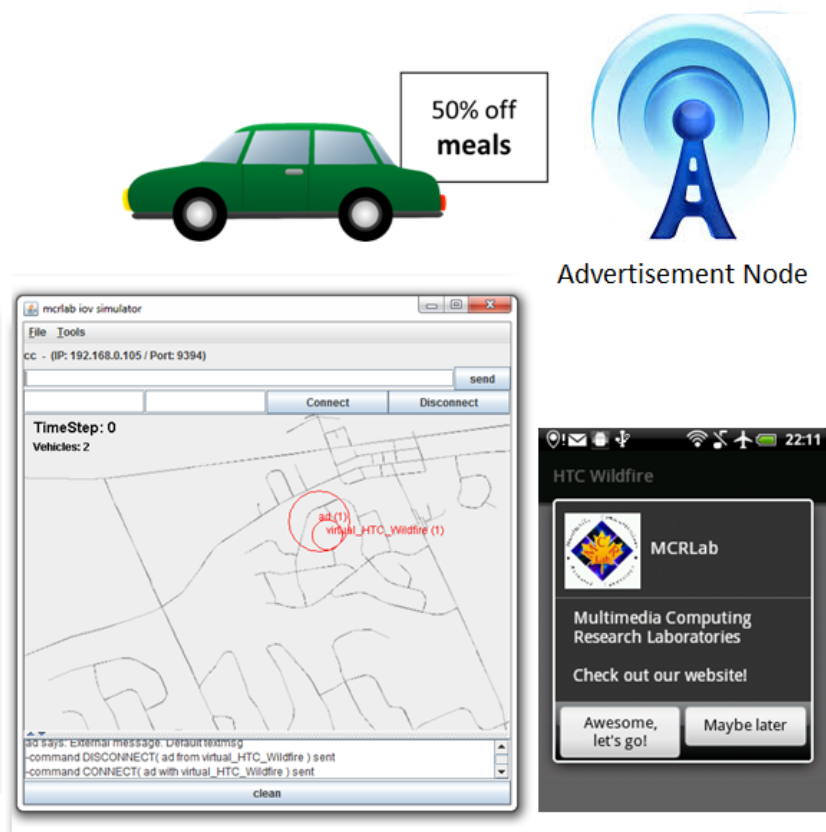 50% off
meals
Advertisement Node
mcrlab iov simulator
File Tools
cc - (IP: 192.168.0.105 / Port: 9394)
send
Connect Disconnect
TimeStep: 0
Vehicles: 2
ad (1)
virtual_HTC_Wildfire (1)
ad says: External message. Default textmsg
-command DISCONNECT( ad from virtual_HTC_Wildfire ) sent
-command CONNECT( ad with virtual_HTC_Wildfire ) sent
clean
22:11
HTC Wildfire
MCRLab
Multimedia Computing
Research Laboratories
Check out our website!
Awesome,
let's go!
Maybe later